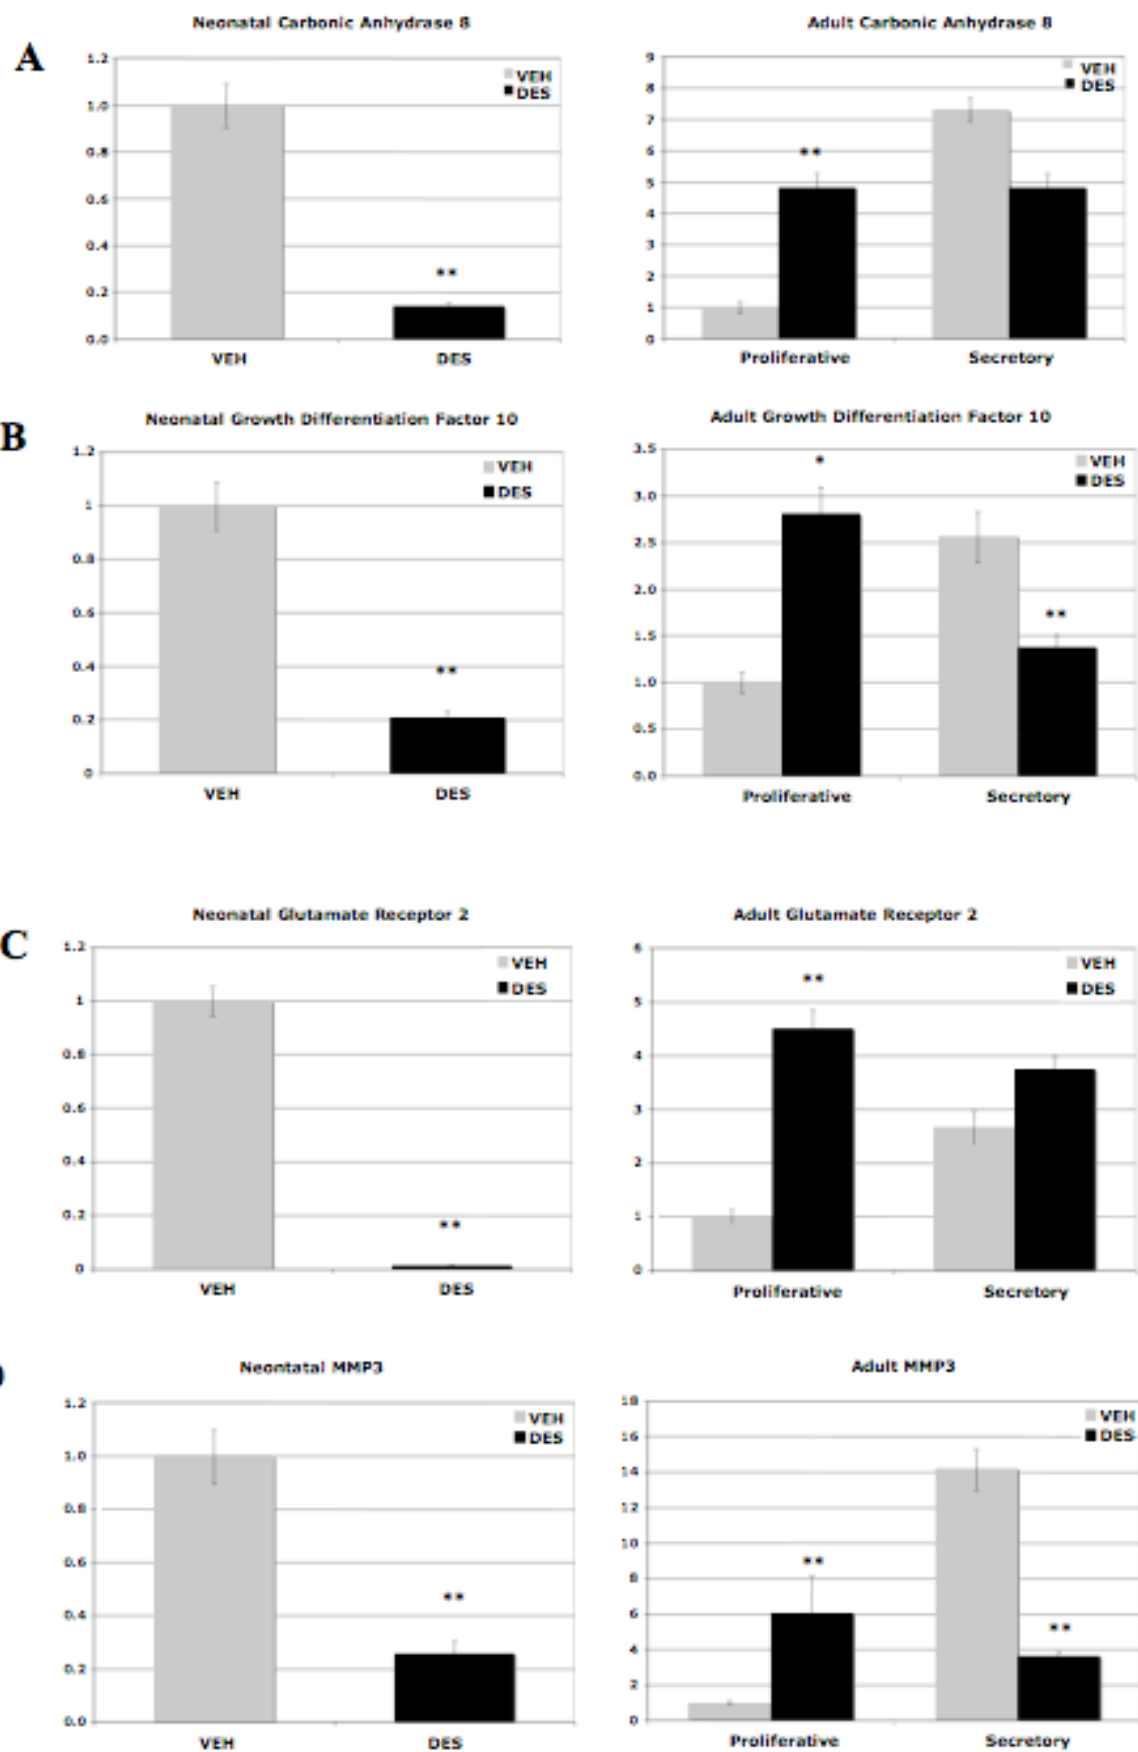 A
Neonatal Carbonic Anhydrase 8
1.2
1.0
0.8
0.6
0.4
0.2
0.0
VEH
DES
**
VEH
DES
Adult Carbonic Anhydrase 8
9
8
7
6
5
4
3
2
1
0
VEH
DES
**
Proliferative
Secretory
B
Neonatal Growth Differentiation Factor 10
1.2
1
0.8
0.6
0.4
0.2
0
VEH
DES
**
VEH
DES
Adult Growth Differentiation Factor 10
3.5
3.0
2.5
2.0
1.5
1.0
0.5
0.0
VEH
DES
*
**
Proliferative
Secretory
C
Neonatal Glutamate Receptor 2
1.2
1
0.8
0.6
0.4
0.2
0
VEH
DES
**
VEH
DES
Adult Glutamate Receptor 2
6
5
4
3
2
1
0
VEH
DES
**
Proliferative
Secretory
Neontatal MMP3
1.2
1.0
0.8
0.6
0.4
0.2
0.0
VEH
DES
**
VEH
DES
Adult MMP3
18
16
14
12
10
8
6
4
2
0
VEH
DES
**
**
Proliferative
Secretory